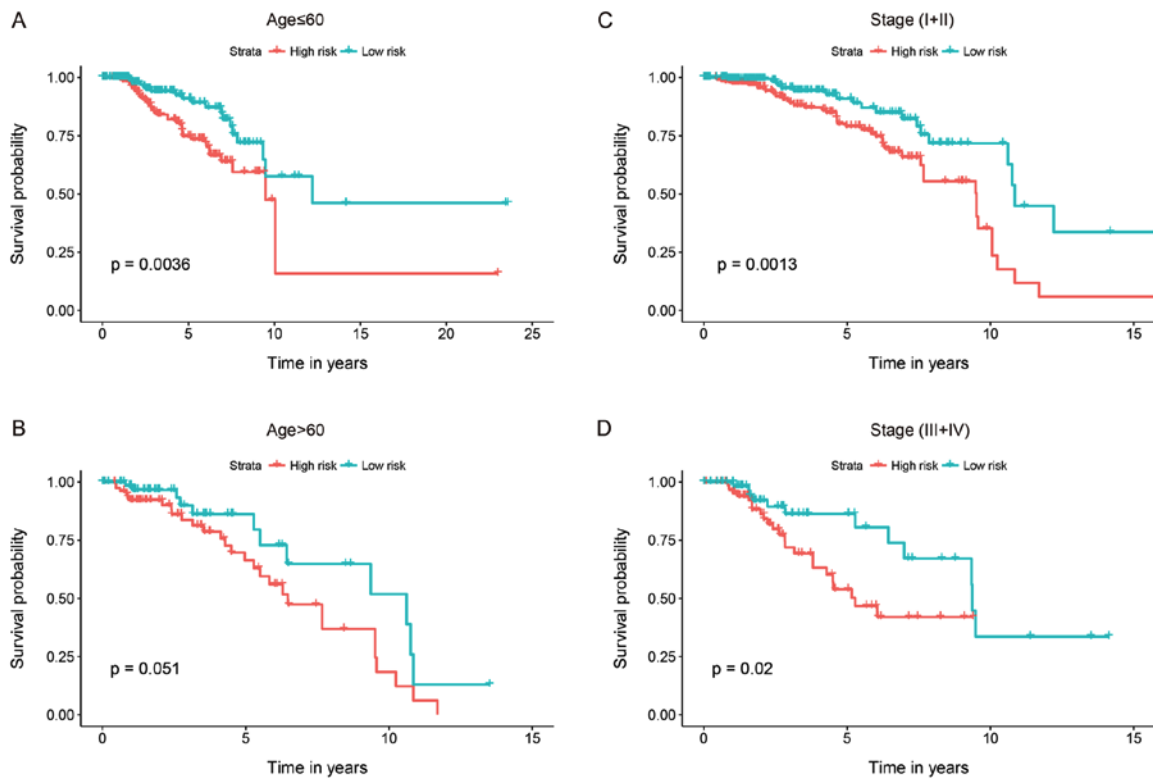 A
Age≤60
Strata High risk Low risk
1.00
0.75
0.50
0.25
0.00
Survival probability
p = 0.0036
0 5 10 15 20 25
Time in years
B
Age>60
Strata High risk Low risk
1.00
0.75
0.50
0.25
0.00
Survival probability
p = 0.051
0 5 10 15
Time in years
C
Stage (I+II)
Strata High risk Low risk
1.00
0.75
0.50
0.25
0.00
Survival probability
p = 0.0013
0 5 10 15
Time in years
D
Stage (III+IV)
Strata High risk Low risk
1.00
0.75
0.50
0.25
0.00
Survival probability
p = 0.02
0 5 10 15
Time in years